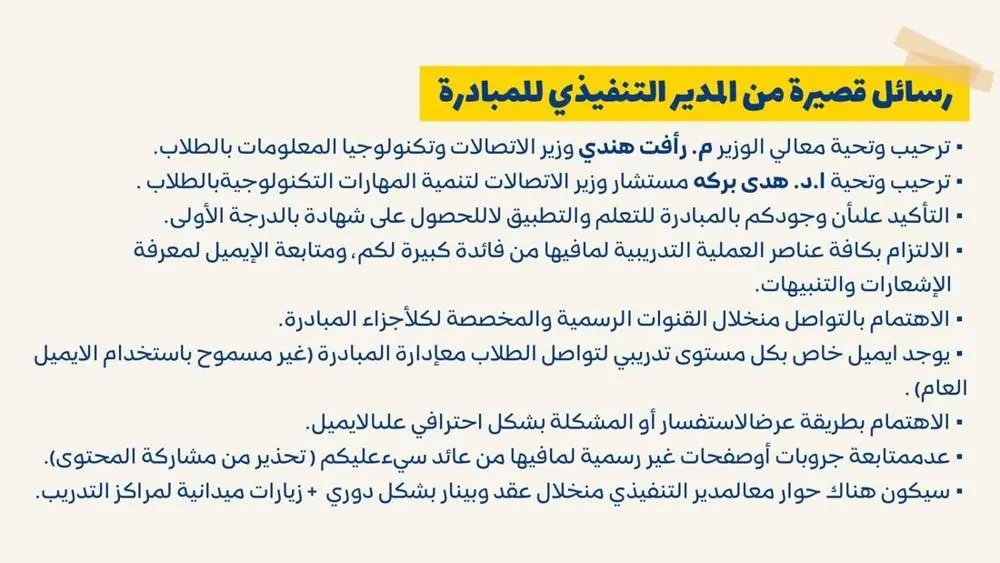 رسائل قصيرة من المدير التنفيذي للمبادرة
▪ ترحيب وتحية معالي الوزير م. رأفت هندي وزير الاتصالات وتكنولوجيا المعلومات بالطلاب.
▪ ترحيب وتحية ا.د. هدى بركه مستشار وزير الاتصالات لتنمية المهارات التكنولوجيةبالطلاب .
▪ التأكيد علىأن وجودكم بالمبادرة للتعلم والتطبيق لاللحصول على شهادة بالدرجة الأولى.
▪ الالتزام بكافة عناصر العملية التدريبية لمافيها من فائدة كبيرة لكم، ومتابعة الإيميل لمعرفة
الإشعارات والتنبيهات.
▪ الاهتمام بالتواصل منخلال القنوات الرسمية والمخصصة لكلأجزاء المبادرة.
▪ يوجد ايميل خاص بكل مستوى تدريبي لتواصل الطلاب معإدارة المبادرة (غير مسموح باستخدام الايميل
العام) .
▪ الاهتمام بطريقة عرضالاستفسار أو المشكلة بشكل احترافي علىالايميل.
▪ عدممتابعة جروبات أوصفحات غير رسمية لمافيها من عائد سيءعليكم ( تحذير من مشاركة المحتوى).
▪ سيكون هناك حوار معالمدير التنفيذي منخلال عقد وبينار بشكل دوري + زيارات ميدانية لمراكز التدريب.